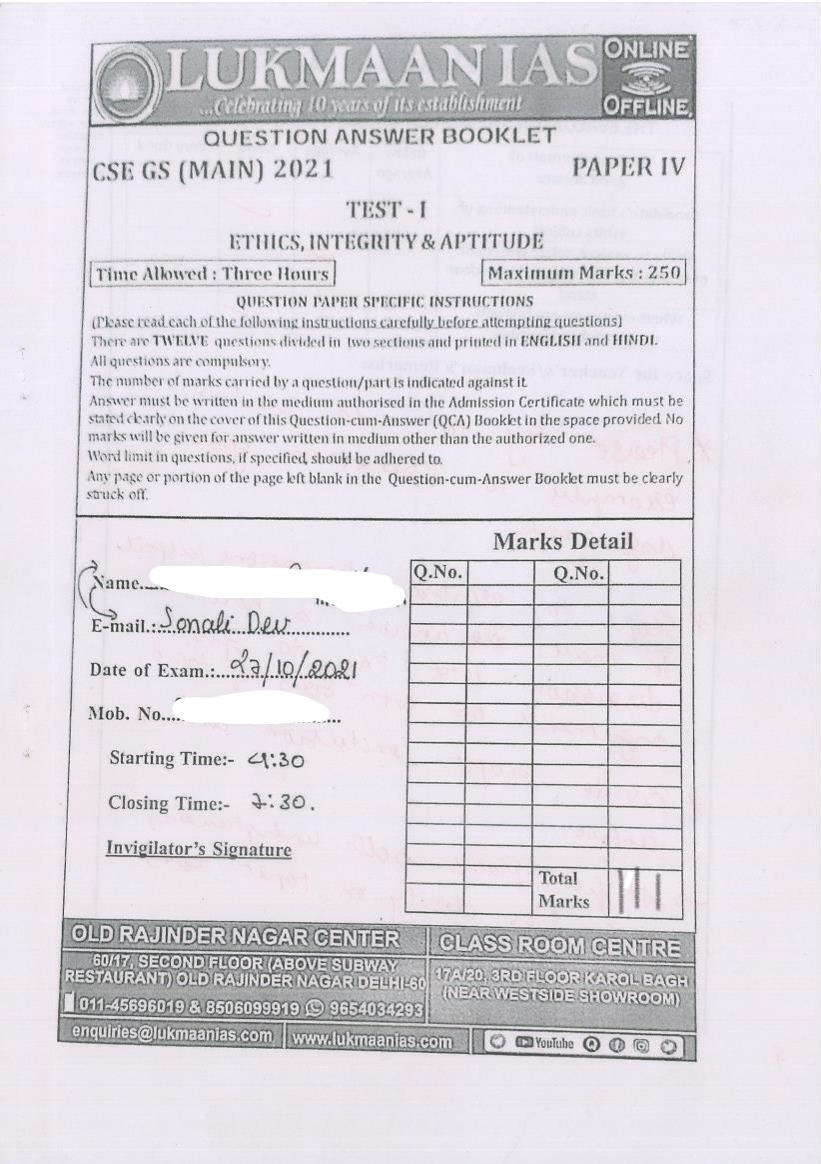 LUKMAAN IAS
ONLINE
OFFLINE
...Celebrating 10 years of its establishment
QUESTION ANSWER BOOKLET
CSE GS (MAIN) 2021 PAPER IV
TEST - I
ETHICS, INTEGRITY & APTITUDE
Time Allowed : Three Hours Maximum Marks : 250
QUESTION PAPER SPECIFIC INSTRUCTIONS
(Please read each of the following instructions carefully before attempting questions)
There are TWELVE questions divided in two sections and printed in ENGLISH and HINDI.
All questions are compulsory.
The number of marks carried by a question/part is indicated against it.
Answer must be written in the medium authorised in the Admission Certificate which must be
stated clearly on the cover of this Question-cum-Answer (QCA) Booklet in the space provided. No
marks will be given for answer written in medium other than the authorized one.
Word limit in questions, if specified, should be adhered to.
Any page or portion of the page left blank in the Question-cum-Answer Booklet must be clearly
struck off.
Marks Detail
Q.No. Q.No.
Name....
E-mail.: Sonali Dev
Date of Exam.: 27/10/2021
Mob. No....
Starting Time:- 4:30
Closing Time:- 7:30.
Invigilator's Signature
Total
Marks
111
OLD RAJINDER NAGAR CENTER
60/17, SECOND FLOOR (ABOVE SUBWAY
RESTAURANT) OLD RAJINDER NAGAR DELHI-60
011-45696019 & 8506099919 9654034293
CLASS ROOM CENTRE
17A/20, 3RD FLOOR KAROL BAGH
(NEAR WESTSIDE SHOWROOM)
enquiries@lukmaanias.com www.lukmaanias.com YouTube